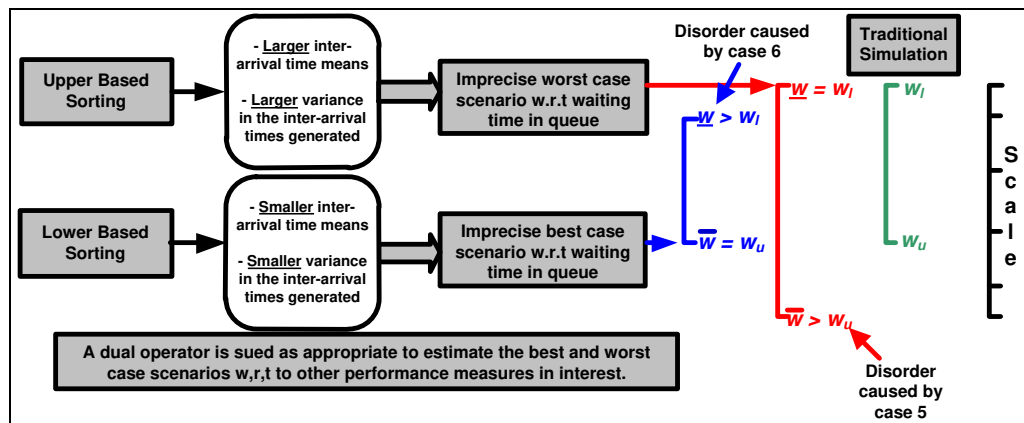 Upper Based
Sorting
- Larger inter-
arrival time means
- Larger variance
in the inter-arrival
times generated
Imprecise worst case
scenario w.r.t waiting
time in queue
Disorder caused
by case 6
Traditional
Simulation
w̲ = wₗ
wₗ
w̲ > wₗ
Scale
Lower Based
Sorting
- Smaller inter-
arrival time means
- Smaller variance
in the inter-arrival
times generated
Imprecise best case
scenario w.r.t waiting
time in queue
w̅ = wᵤ
wᵤ
w̅ > wᵤ
A dual operator is sued as appropriate to estimate the best and worst
case scenarios w,r,t to other performance measures in interest.
Disorder
caused by
case 5